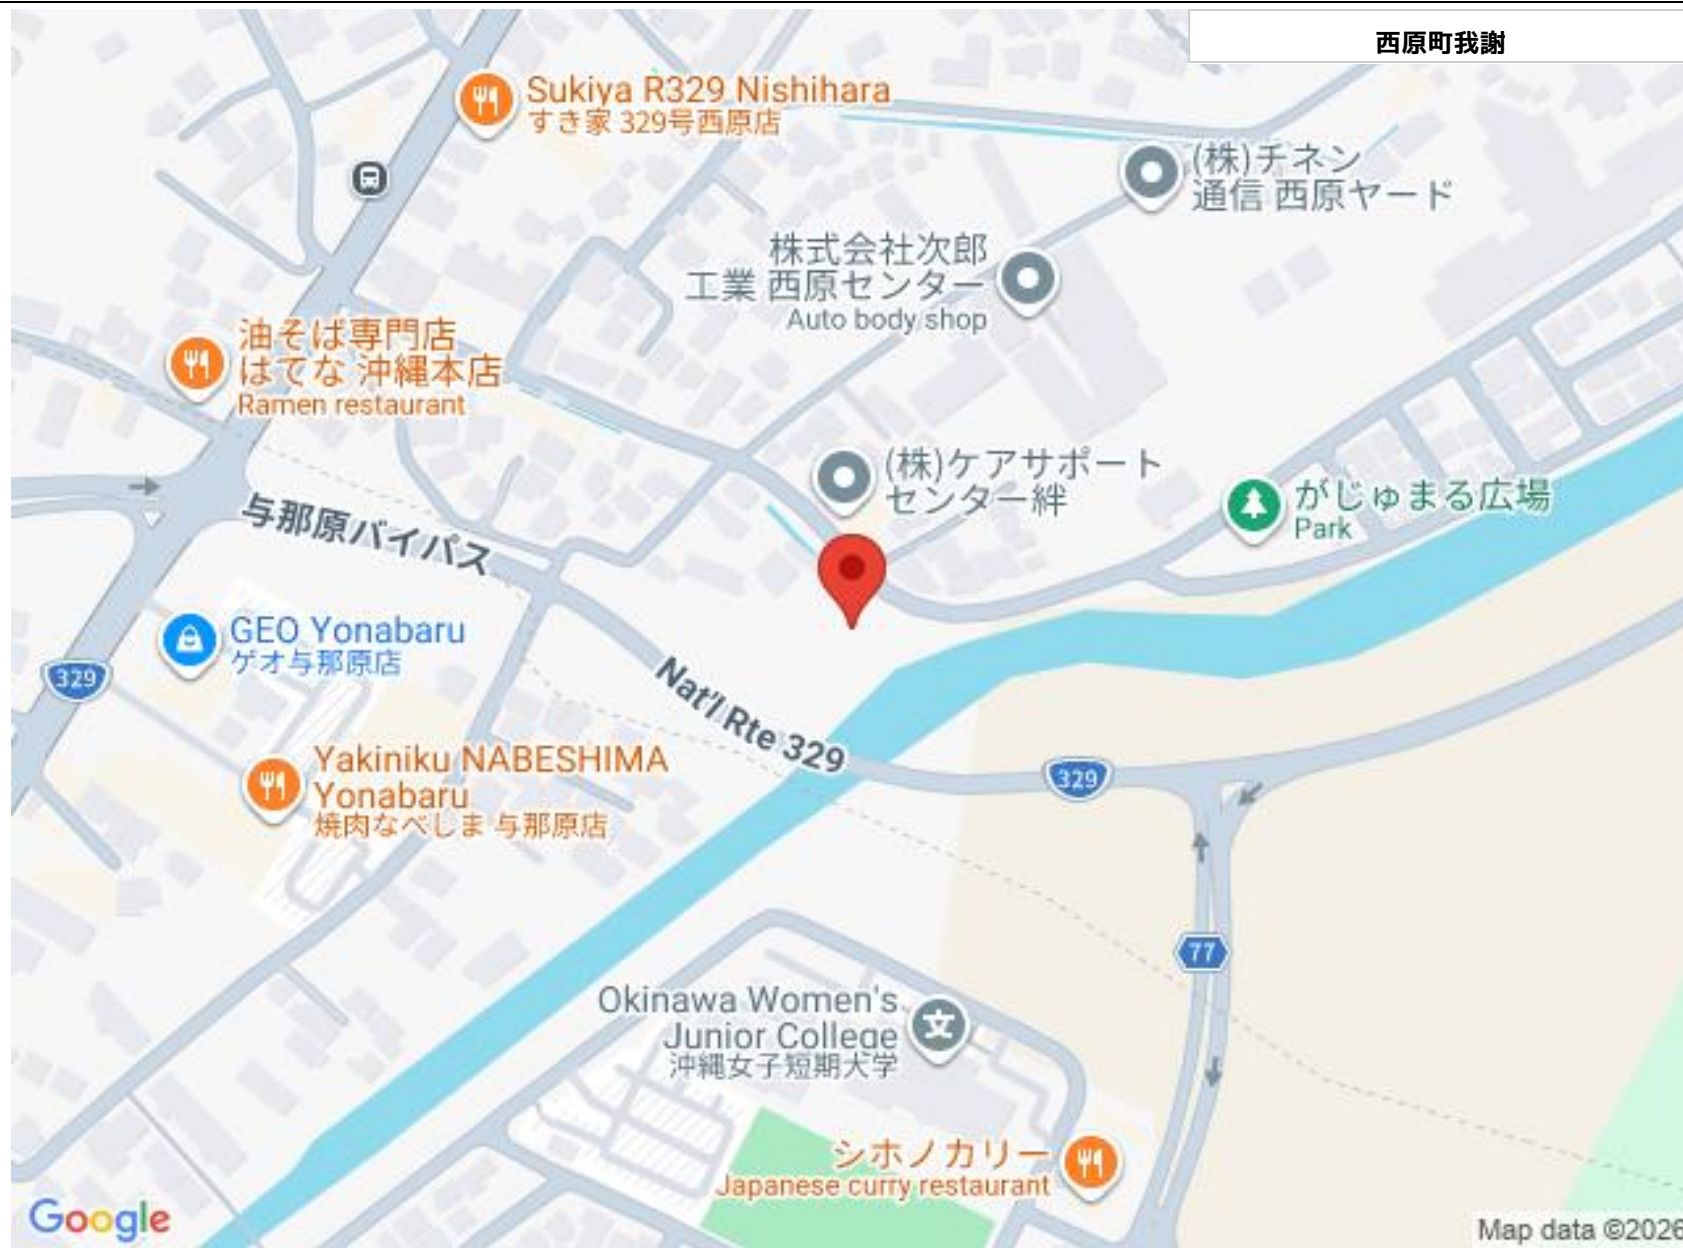 西原町我謝
Sukiya R329 Nishihara
すき家 329号西原店
(株)チネン
通信 西原ヤード
株式会社次郎
工業 西原センター
Auto body shop
油そば専門店
はてな 沖縄本店
Ramen restaurant
(株)ケアサポート
センター絆
がじゅまる広場
Park
与那原バイパス
GEO Yonabaru
ゲオ与那原店
329
Nat'l Rte 329
329
Yakiniku NABESHIMA
Yonabaru
焼肉なべしま 与那原店
77
Okinawa Women's
Junior College
沖縄女子短期大学
文
シホノカリー
Japanese curry restaurant
Google
Map data ©2026